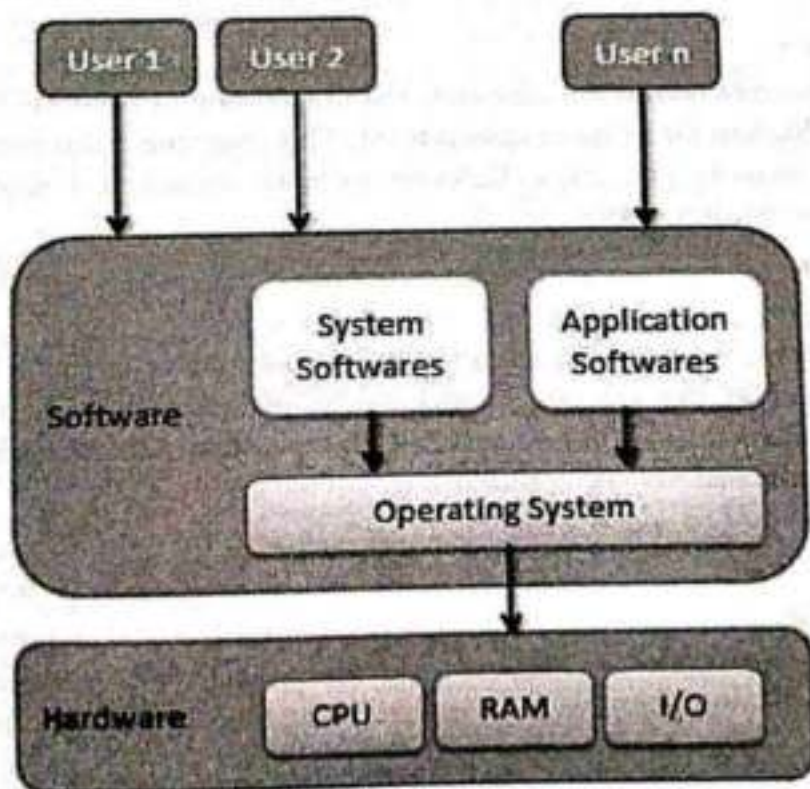 User 1
User 2
User n
System
Softwares
Application
Softwares
Software
Operating System
Hardware
CPU
RAM
I/O